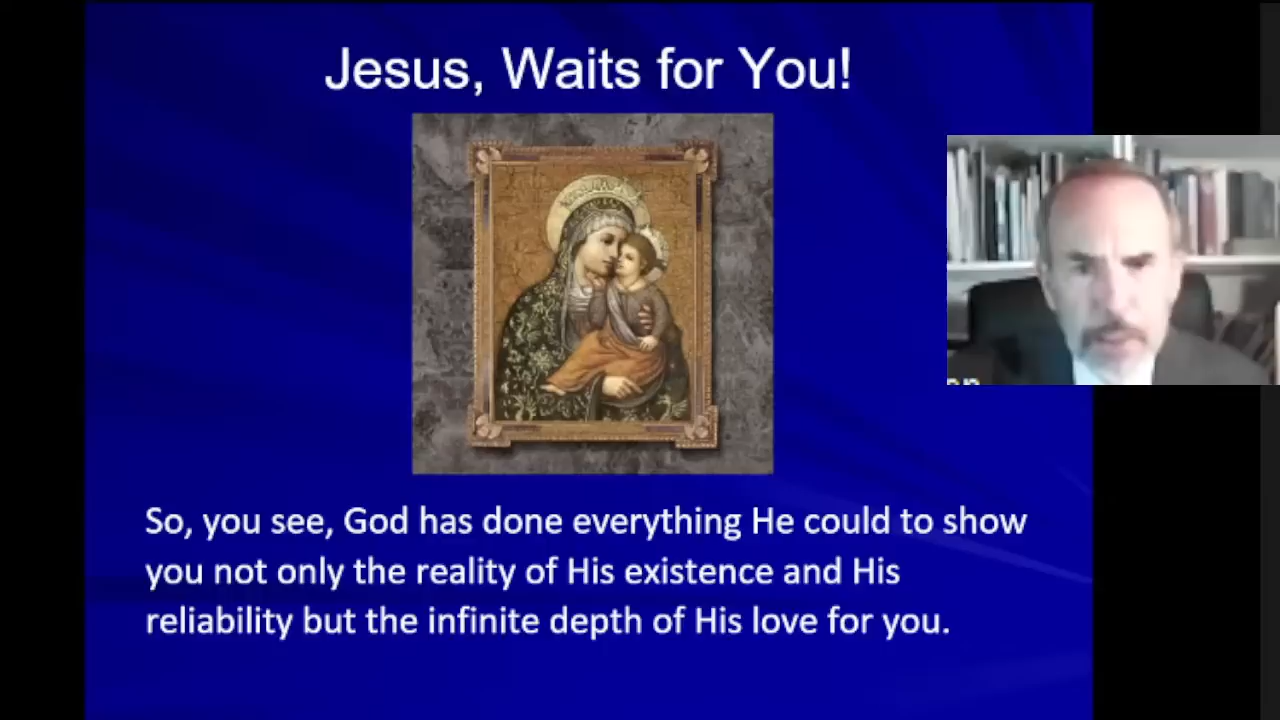 Jesus, Waits for You!
So, you see, God has done everything He could to show
you not only the reality of His existence and His
reliability but the infinite depth of His love for you.